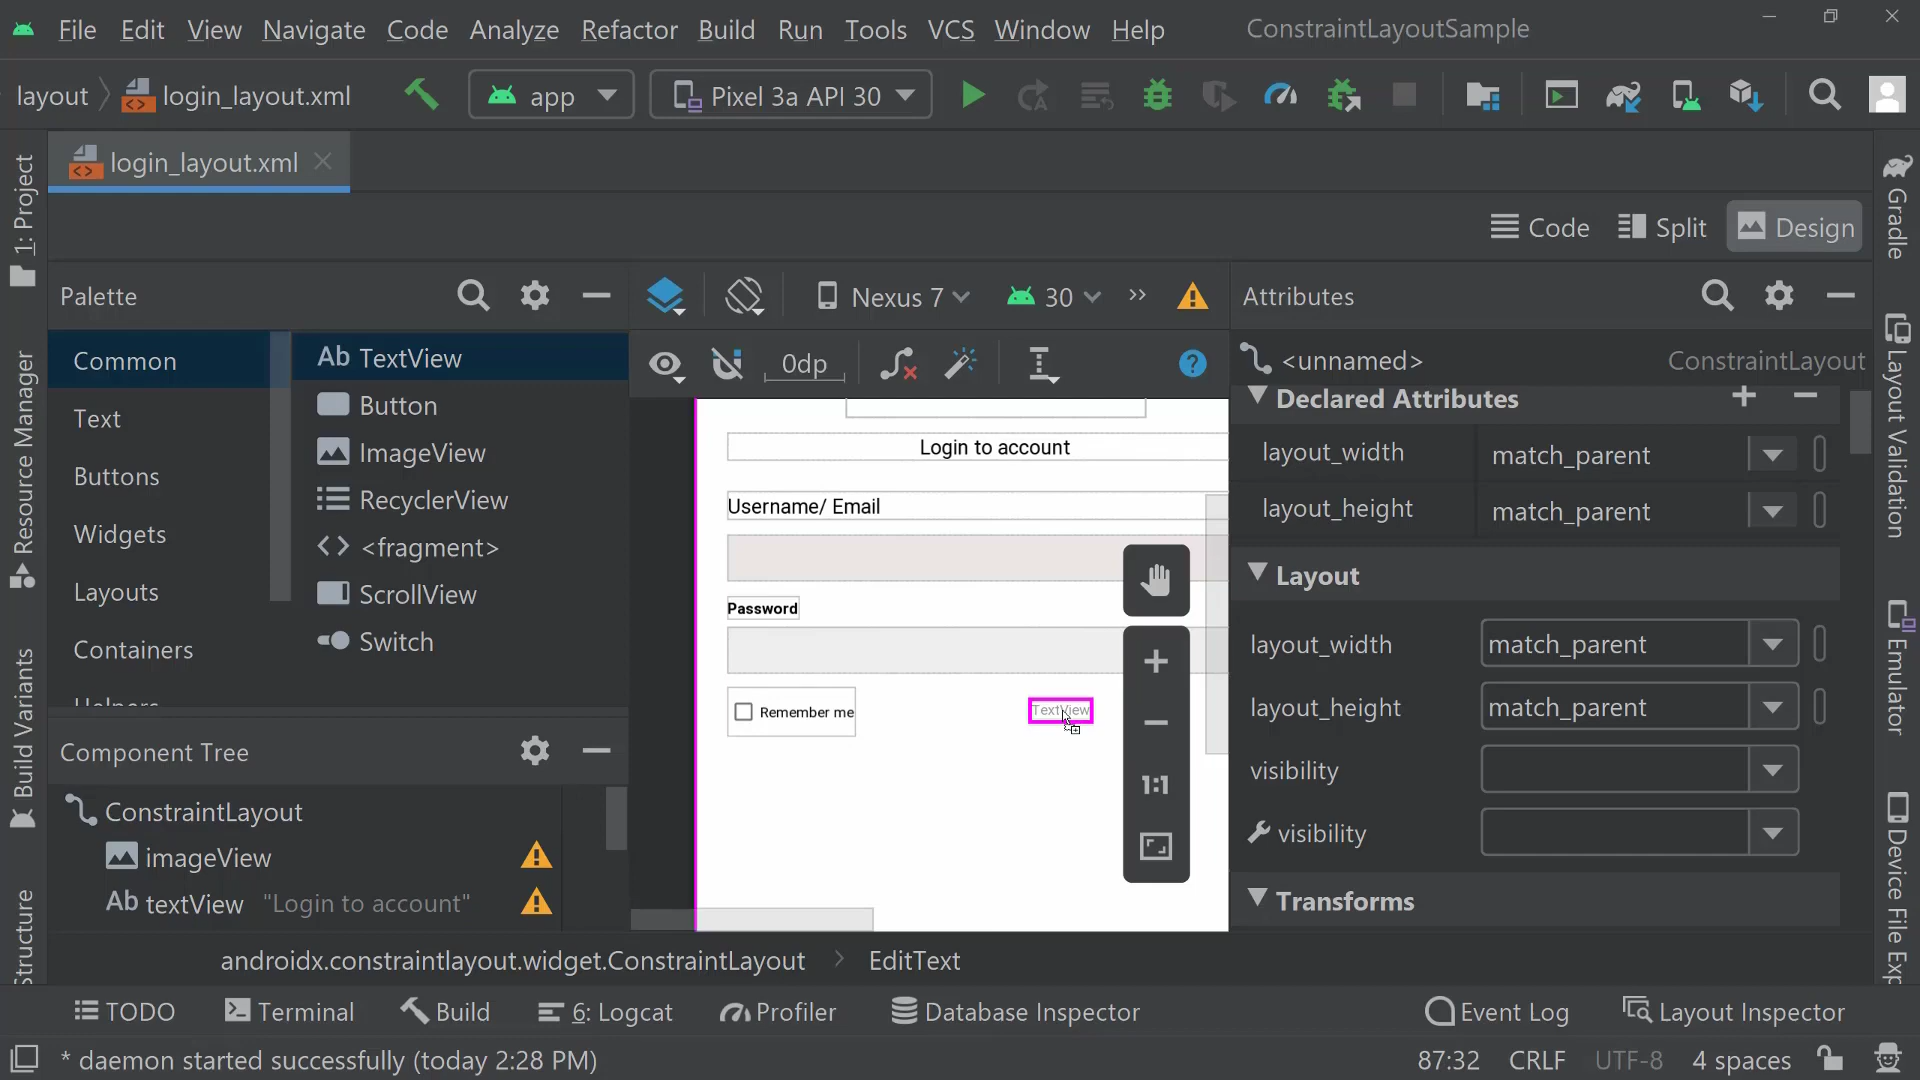 File Edit View Navigate Code Analyze Refactor Build Run Tools VCS Window Help ConstraintLayoutSample
layout login_layout.xml app Pixel 3a API 30
login_layout.xml
Code Split Design
Palette
Nexus 7 30
Attributes
Common
Text
Buttons
Widgets
Layouts
Containers
Helpers
Ab TextView
Button
ImageView
RecyclerView
<fragment>
ScrollView
Switch
0dp
Login to account
Username/ Email
Password
Remember me
TextView
1:1
<unnamed> ConstraintLayout
Declared Attributes
layout_width match_parent
layout_height match_parent
Layout
layout_width match_parent
layout_height match_parent
visibility
visibility
Transforms
Component Tree
ConstraintLayout
imageView
Ab textView "Login to account"
androidx.constraintlayout.widget.ConstraintLayout EditText
TODO Terminal Build 6: Logcat Profiler Database Inspector Event Log Layout Inspector
* daemon started successfully (today 2:28 PM) 87:32 CRLF UTF-8 4 spaces
1: Project
Resource Manager
Build Variants
Structure
Gradle
Layout Validation
Emulator
Device File Exp